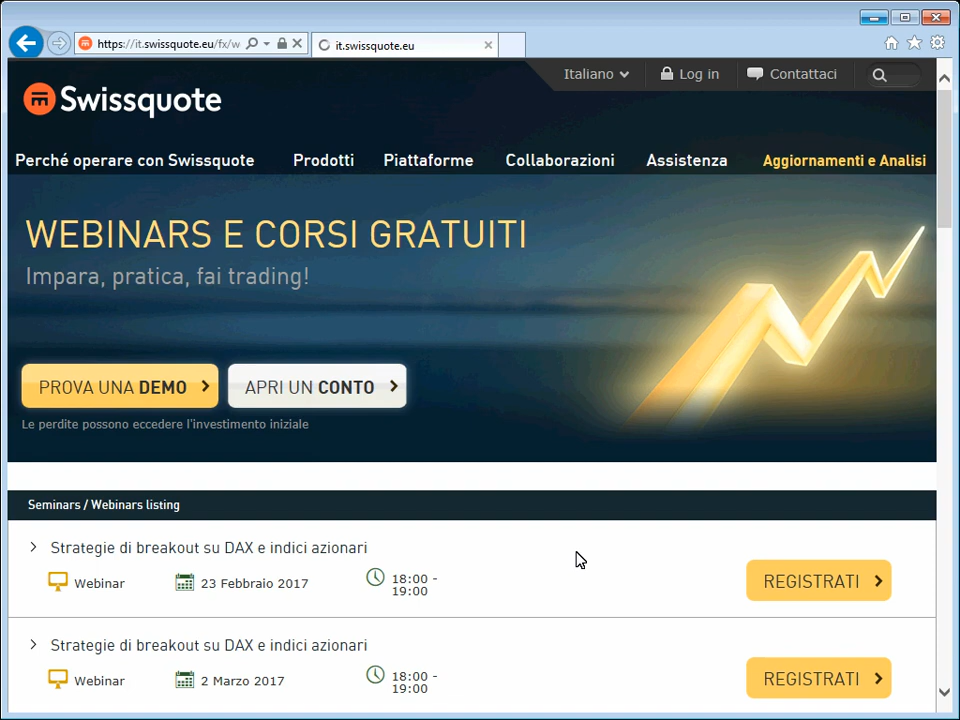 https://it.swissquote.eu/fx/w
it.swissquote.eu
Italiano
Log in
Contattaci
Swissquote
Perché operare con Swissquote
Prodotti
Piattaforme
Collaborazioni
Assistenza
Aggiornamenti e Analisi
WEBINARS E CORSI GRATUITI
Impara, pratica, fai trading!
PROVA UNA DEMO
APRI UN CONTO
Le perdite possono eccedere l'investimento iniziale
Seminars / Webinars listing
Strategie di breakout su DAX e indici azionari
Webinar
23 Febbraio 2017
18:00 -
19:00
REGISTRATI
Strategie di breakout su DAX e indici azionari
Webinar
2 Marzo 2017
18:00 -
19:00
REGISTRATI